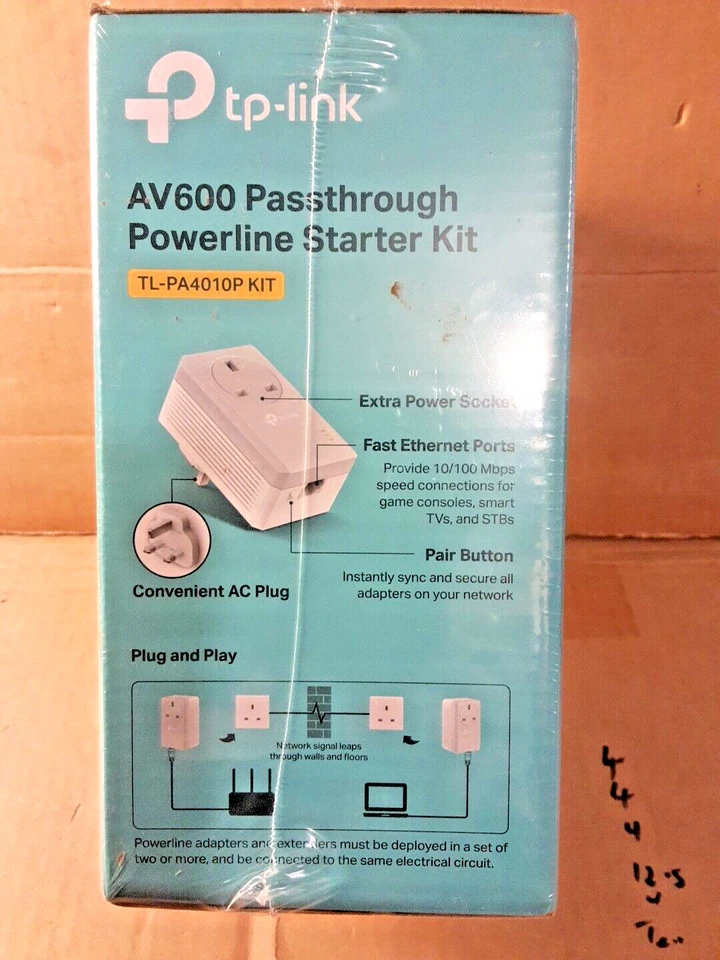 tp-link
AV600 Passthrough
Powerline Starter Kit
TL-PA4010P KIT
Extra Power Socket
Fast Ethernet Ports
Provide 10/100 Mbps
speed connections for
game consoles, smart
TVs, and STBs
Pair Button
Instantly sync and secure all
adapters on your network
Convenient AC Plug
Plug and Play
Network signal leaps
through walls and floors
Powerline adapters and extenders must be deployed in a set of
two or more, and be connected to the same electrical circuit.
4
4
4
12.5